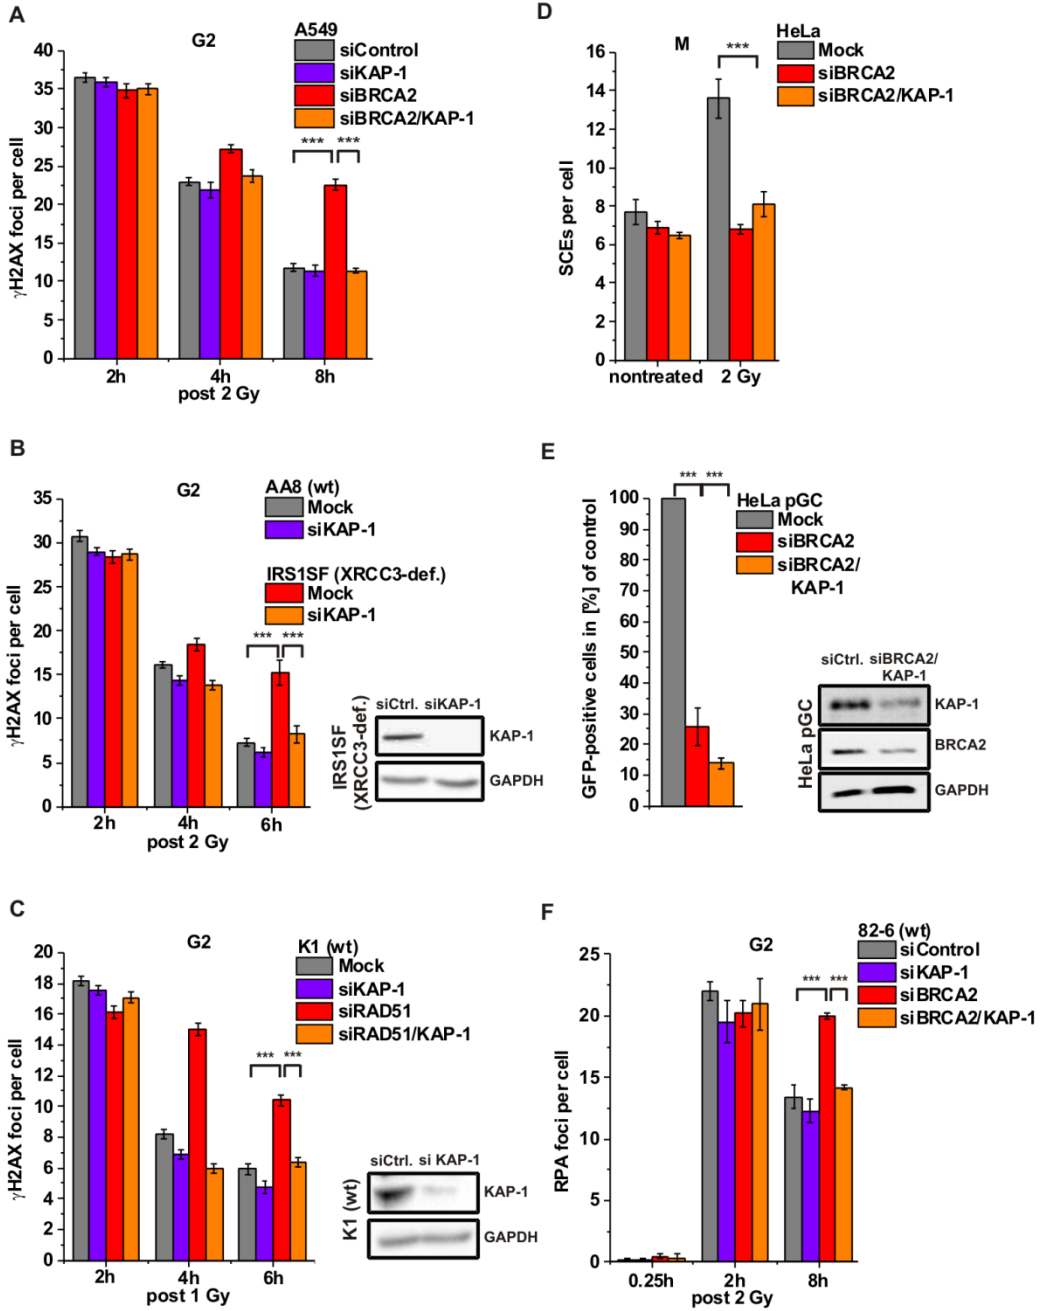 A
G2
A549
siControl
siKAP-1
siBRCA2
siBRCA2/KAP-1
γH2AX foci per cell
40
35
30
25
20
15
10
5
0
*** ***
2h 4h 8h
post 2 Gy
D
M
HeLa
Mock
siBRCA2
siBRCA2/KAP-1
SCEs per cell
16
14
12
10
8
6
4
2
0
***
nontreated 2 Gy
B
G2
AA8 (wt)
Mock
siKAP-1
IRS1SF (XRCC3-def.)
Mock
siKAP-1
γH2AX foci per cell
35
30
25
20
15
10
5
0
*** ***
2h 4h 6h
post 2 Gy
IRS1SF
(XRCC3-def.)
siCtrl. siKAP-1
KAP-1
GAPDH
E
HeLa pGC
Mock
siBRCA2
siBRCA2/
KAP-1
GFP-positive cells in [%] of control
100
90
80
70
60
50
40
30
20
10
0
*** ***
HeLa pGC
siCtrl. siBRCA2/
KAP-1
KAP-1
BRCA2
GAPDH
C
G2
K1 (wt)
Mock
siKAP-1
siRAD51
siRAD51/KAP-1
γH2AX foci per cell
20
18
16
14
12
10
8
6
4
2
0
*** ***
2h 4h 6h
post 1 Gy
K1 (wt)
siCtrl. si KAP-1
KAP-1
GAPDH
F
G2
82-6 (wt)
siControl
siKAP-1
siBRCA2
siBRCA2/KAP-1
RPA foci per cell
25
20
15
10
5
0
*** ***
0.25h 2h 8h
post 2 Gy